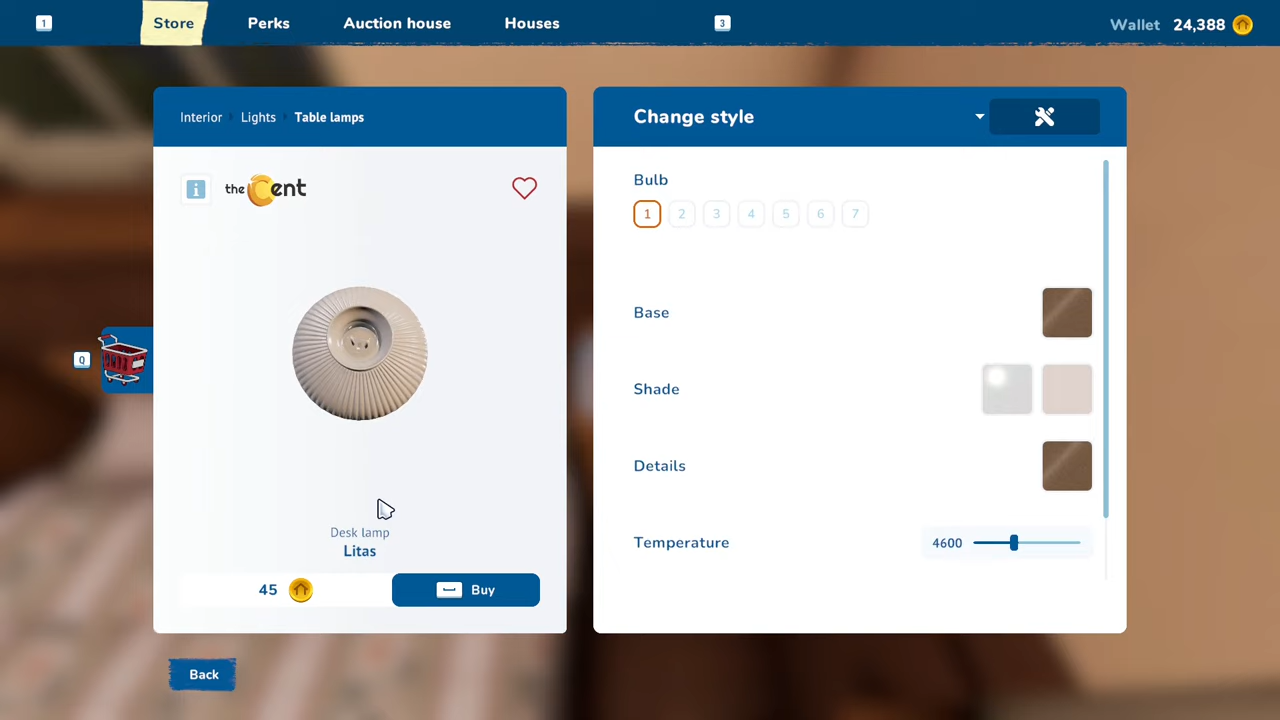 1
Store
Perks
Auction house
Houses
3
Wallet 24,388
Interior
Lights
Table lamps
i
the Cent
Q
Desk lamp
Litas
45
Buy
Back
Change style
Bulb
1 2 3 4 5 6 7
Base
Shade
Details
Temperature
4600